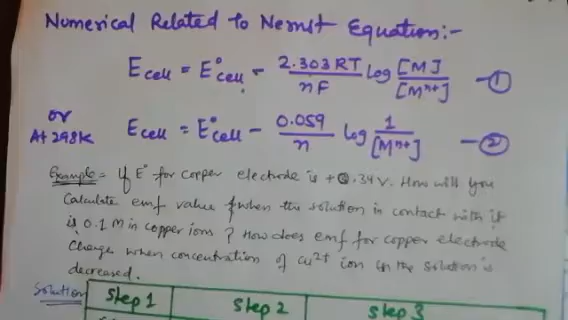 Numerical Related to Nernst Equation:-
Ecell = E°cell - 2.303RT/nF log [M]/[Mn+] - ①
or
At 298K Ecell = E°cell - 0.059/n log 1/[Mn+] - ②
Example = If E° for copper electrode is +0.34V. How will you
Calculate emf value when the solution in contact with it
is 0.1 M in copper ions? How does emf for copper electrode
Change when concentration of Cu2+ ion in the solution is
decreased.
Solution Step 1 Step 2 Step 3